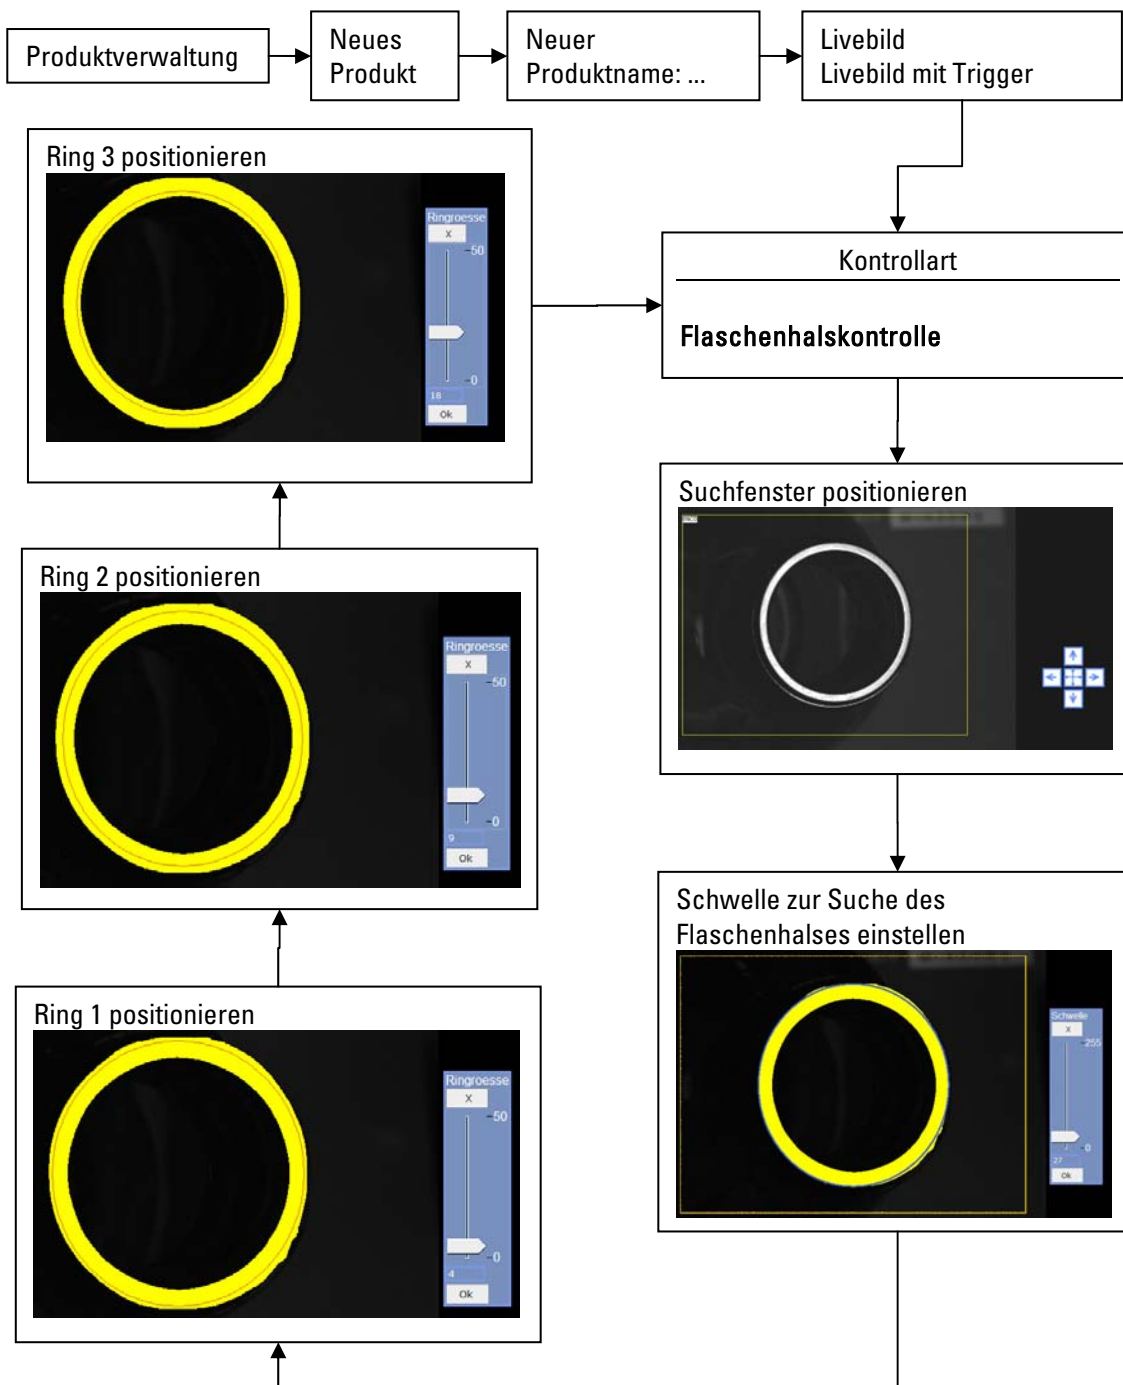 Produktverwaltung
Neues
Produkt
Neuer
Produktname: ...
Livebild
Livebild mit Trigger
Ring 3 positionieren
Ringroesse
X
50
0
18
Ok
Kontrollart
Flaschenhalskontrolle
Suchfenster positionieren
Ring 2 positionieren
Ringroesse
X
50
0
9
Ok
Schwelle zur Suche des
Flaschenhalses einstellen
Schwelle
X
255
0
27
Ok
Ring 1 positionieren
Ringroesse
X
50
0
4
Ok